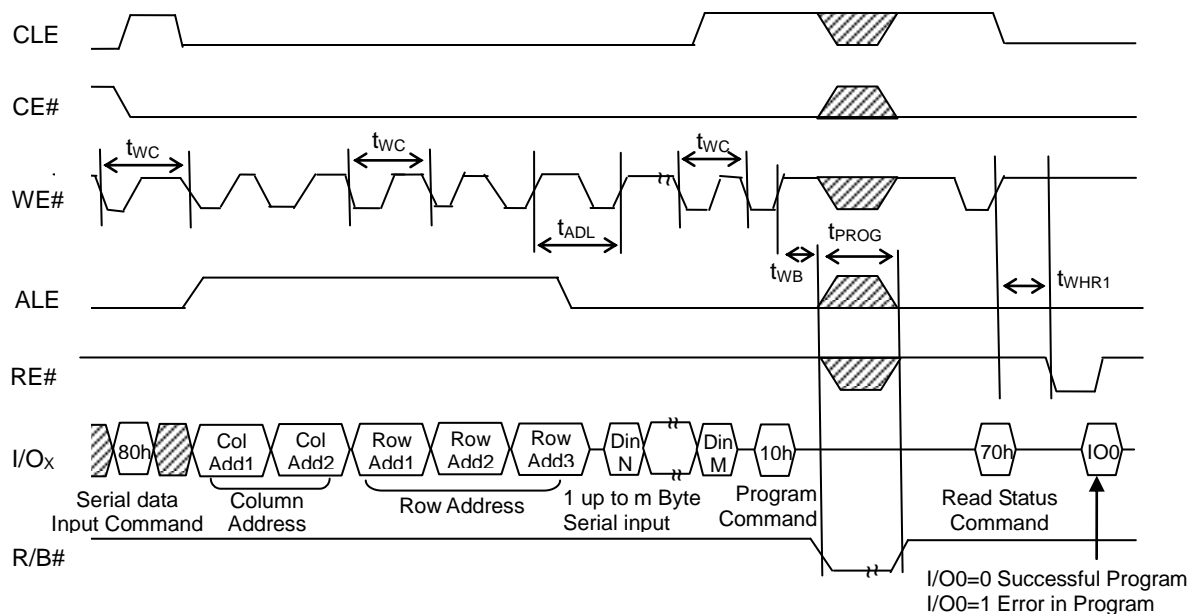 CLE
CE#
tWC
tWC
tWC
WE#
tADL
tPROG
tWB
tWHR1
ALE
RE#
I/OX
80h
Col Add1
Col Add2
Row Add1
Row Add2
Row Add3
Din N
Din M
10h
70h
IO0
Serial data
Input Command
Column
Address
Row Address
1 up to m Byte
Serial input
Program
Command
Read Status
Command
R/B#
I/O0=0 Successful Program
I/O0=1 Error in Program